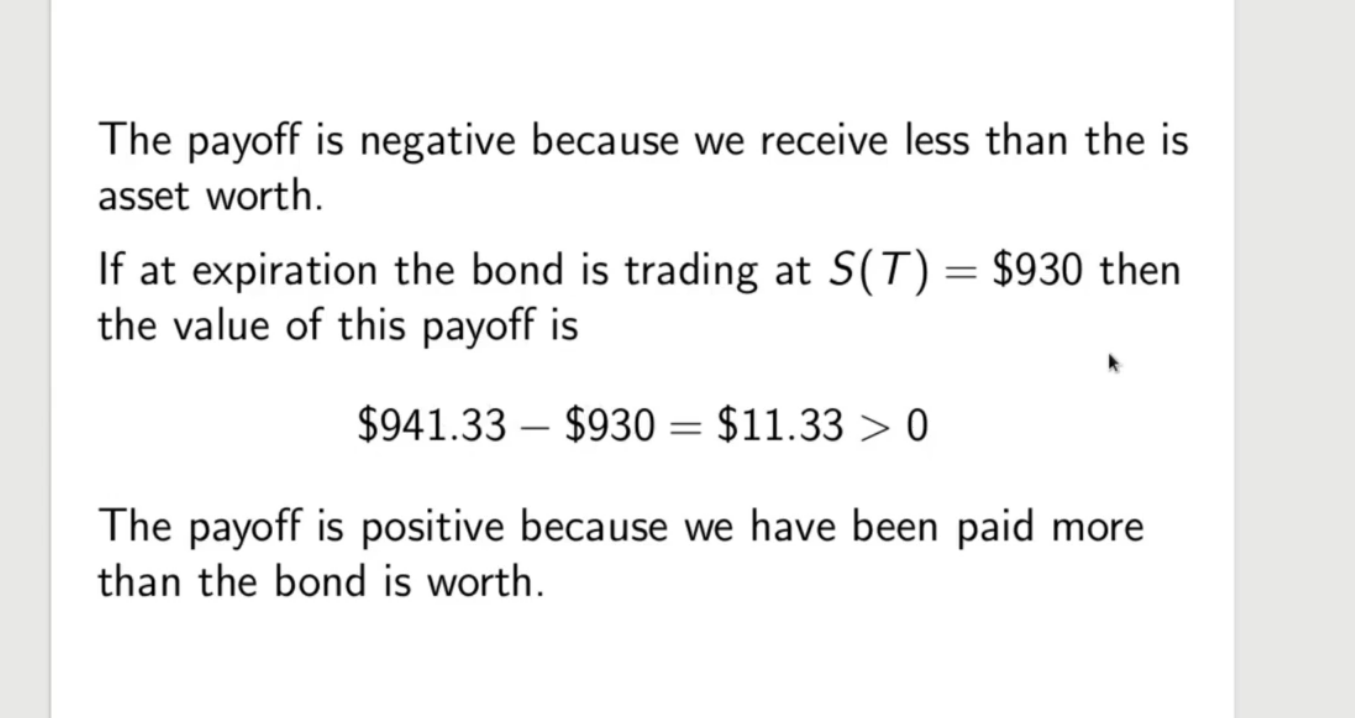 The payoff is negative because we receive less than the is
asset worth.
If at expiration the bond is trading at S(T) = $930 then
the value of this payoff is
$941.33 – $930 = $11.33 > 0
The payoff is positive because we have been paid more
than the bond is worth.